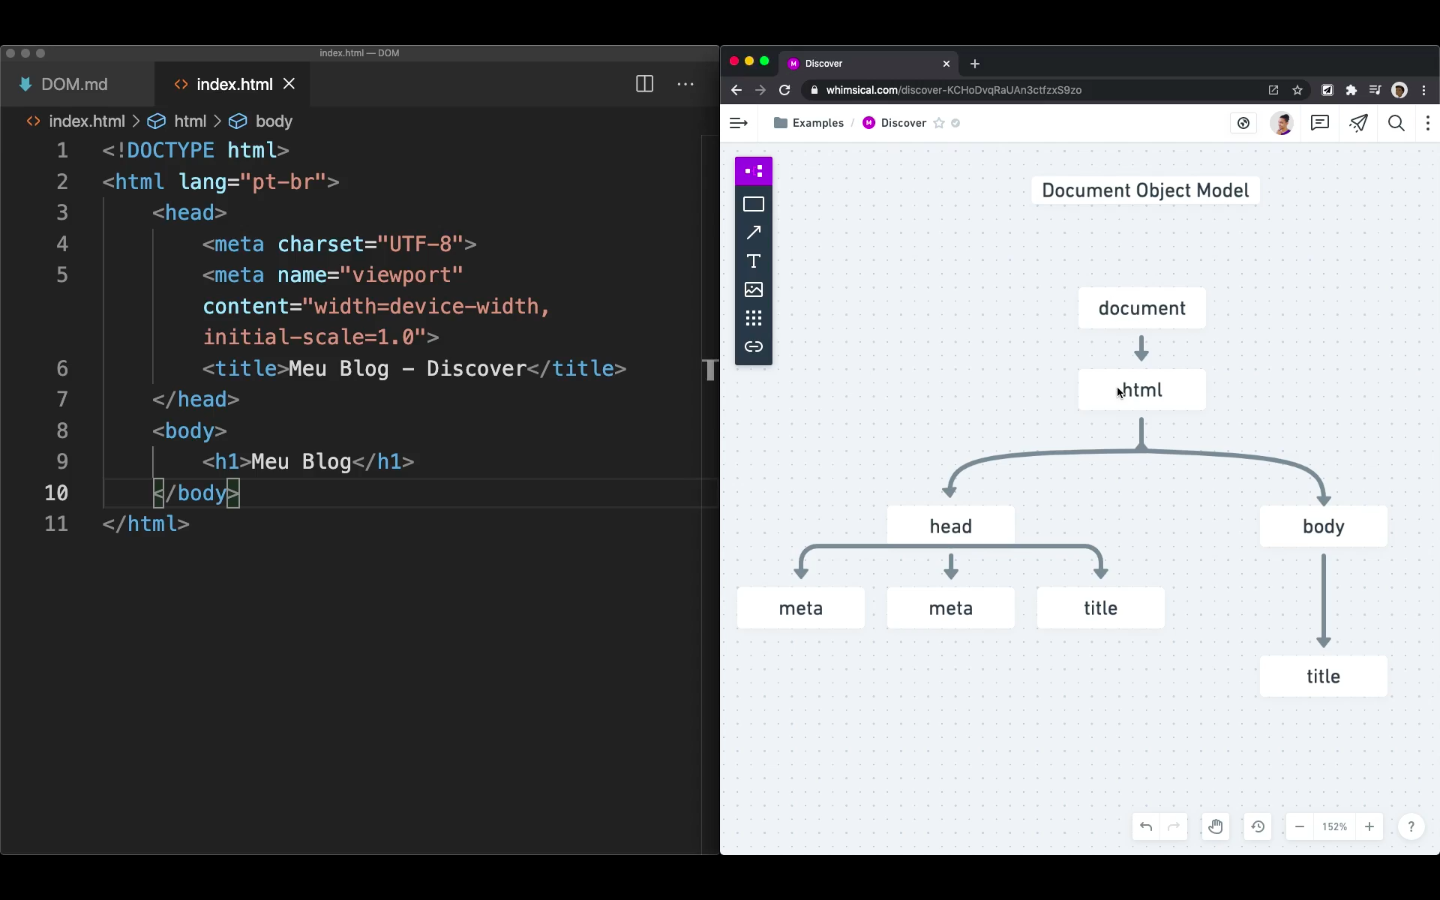 index.html — DOM
DOM.md
index.html
index.html > html > body
1 <!DOCTYPE html>
2 <html lang="pt-br">
3 <head>
4 <meta charset="UTF-8">
5 <meta name="viewport"
content="width=device-width,
initial-scale=1.0">
6 <title>Meu Blog – Discover</title>
7 </head>
8 <body>
9 <h1>Meu Blog</h1>
10 </body>
11 </html>
Discover
whimsical.com/discover-KCHoDvqRaUAn3ctfzxS9zo
Examples / Discover
Document Object Model
document
html
head
body
meta
meta
title
title
152%